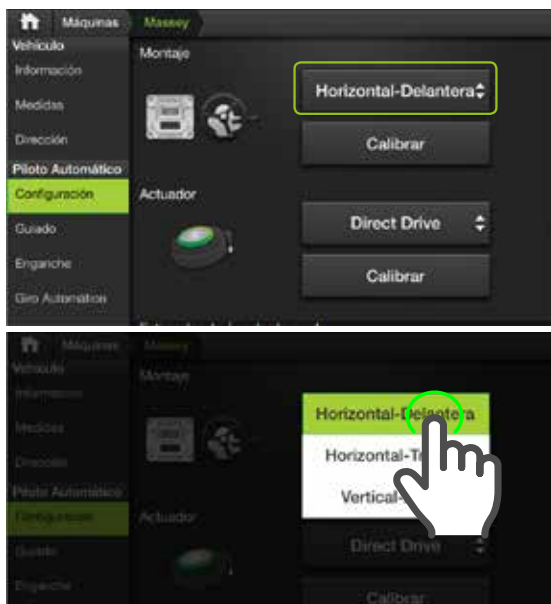 Máquinas
Massey
Vehículo
Información
Medidas
Dirección
Piloto Automático
Configuración
Guiado
Enganche
Giro Automático
Montaje
Horizontal-Delantera
Calibrar
Actuador
Direct Drive
Calibrar
Máquinas
Massey
Vehículo
Información
Medidas
Dirección
Piloto Automático
Configuración
Guiado
Enganche
Montaje
Horizontal-Delantera
Horizontal-T
Vertical-
Actuador
Direct Drive
Calibrar